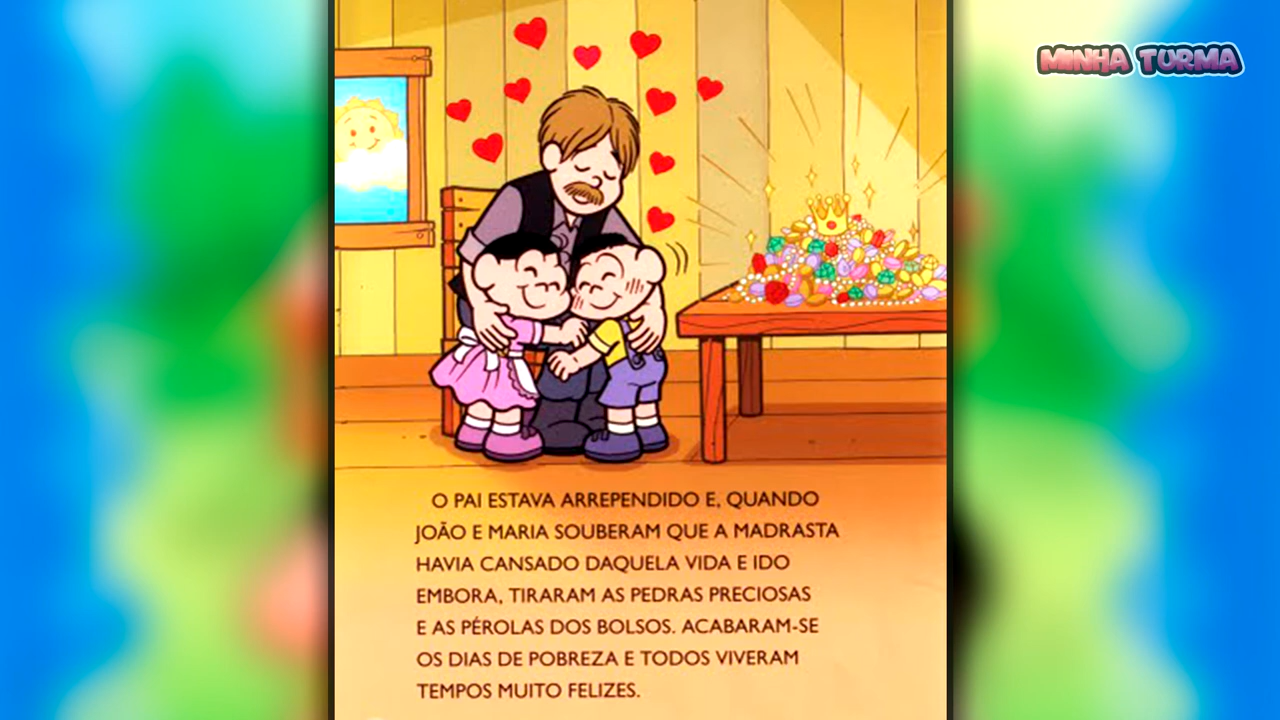 MINHA TURMA
O PAI ESTAVA ARREPENDIDO E, QUANDO
JOÃO E MARIA SOUBERAM QUE A MADRASTA
HAVIA CANSADO DAQUELA VIDA E IDO
EMBORA, TIRARAM AS PEDRAS PRECIOSAS
E AS PÉROLAS DOS BOLSOS. ACABARAM-SE
OS DIAS DE POBREZA E TODOS VIVERAM
TEMPOS MUITO FELIZES.